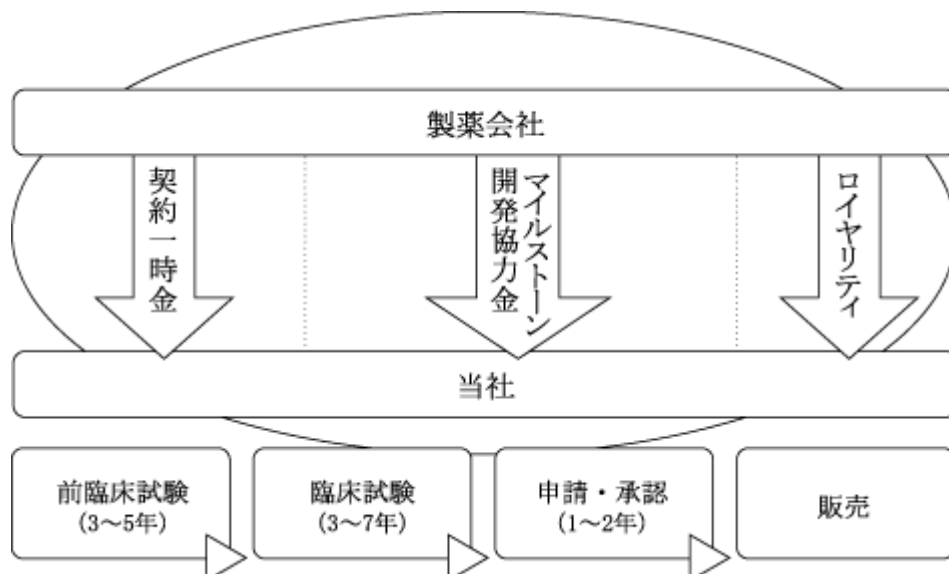 製薬会社
契約一時金
マイルストーン
開発協力金
ロイヤリティ
当社
前臨床試験
(3～5年)
臨床試験
(3～7年)
申請・承認
(1～2年)
販売